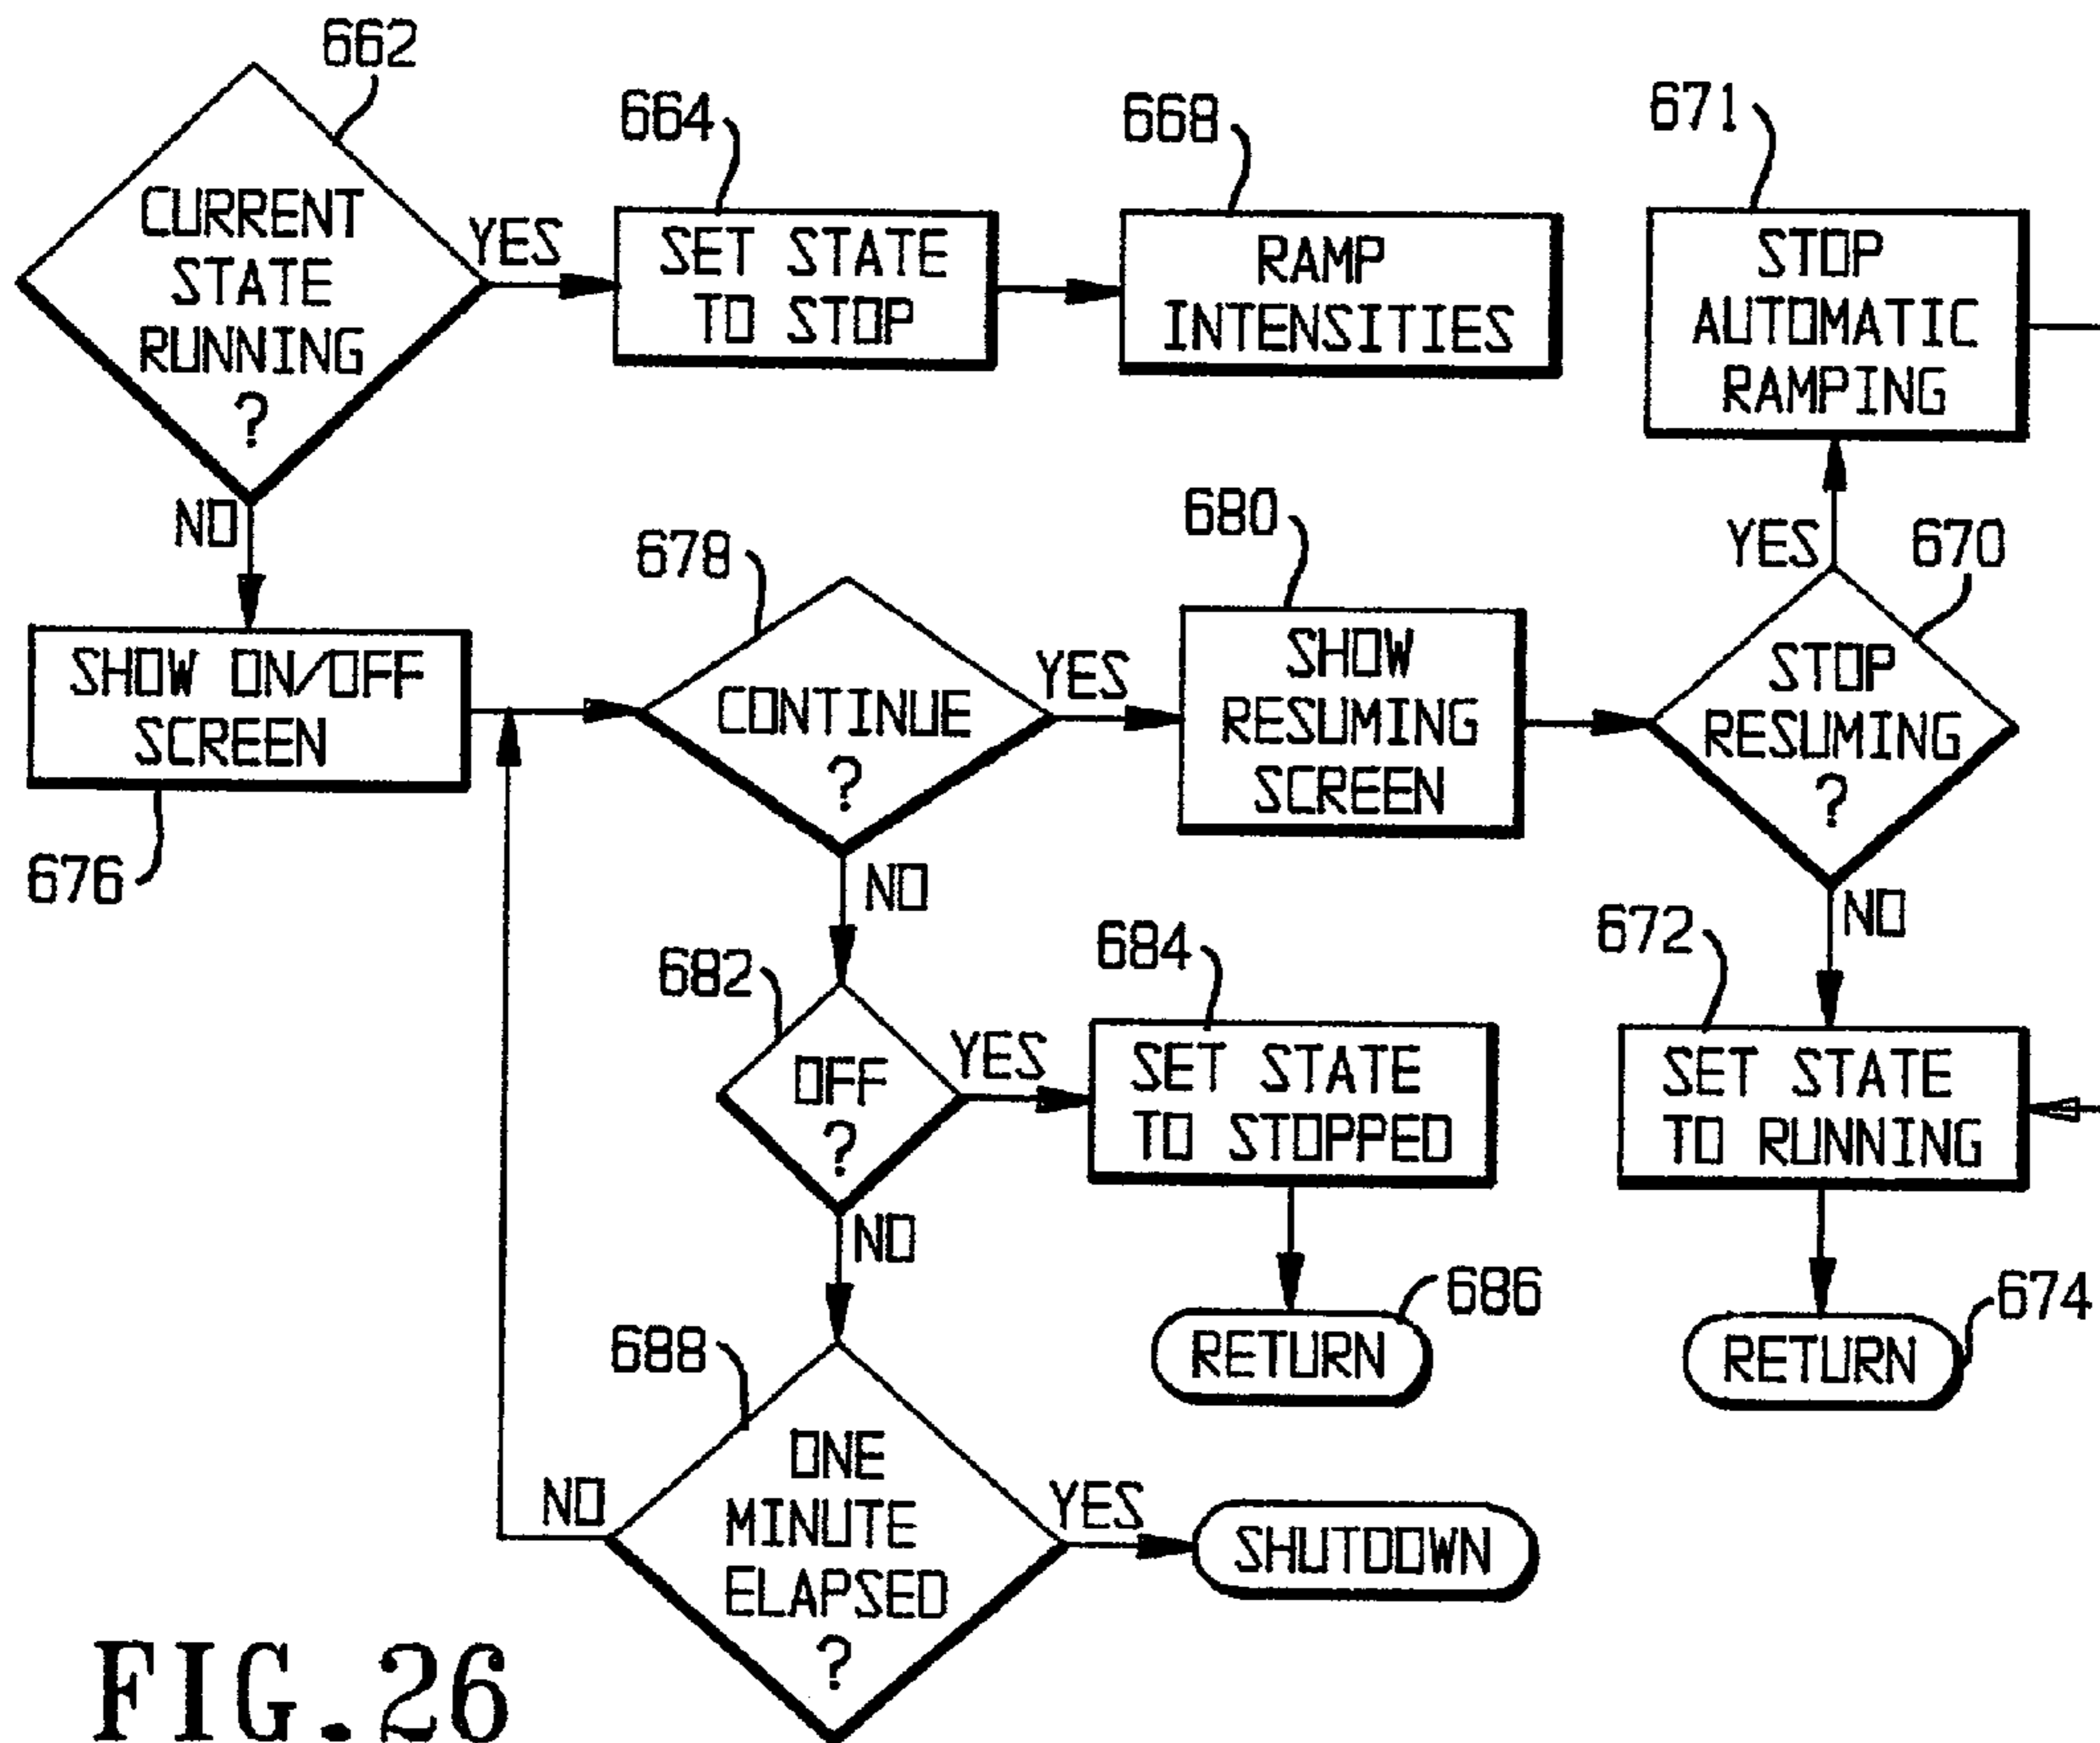 662
CURRENT
STATE
RUNNING
?
YES
NO
664
SET STATE
TO STOP
668
RAMP
INTENSITIES
671
STOP
AUTOMATIC
RAMPING
SHOW ON/OFF
SCREEN
676
678
CONTINUE
?
YES
NO
680
SHOW
RESUMING
SCREEN
YES
670
STOP
RESUMING
?
NO
682
OFF
?
YES
NO
684
SET STATE
TO STOPPED
672
SET STATE
TO RUNNING
RETURN
686
RETURN
674
688
ONE
MINUTE
ELAPSED
?
NO
YES
SHUTDOWN
FIG.26